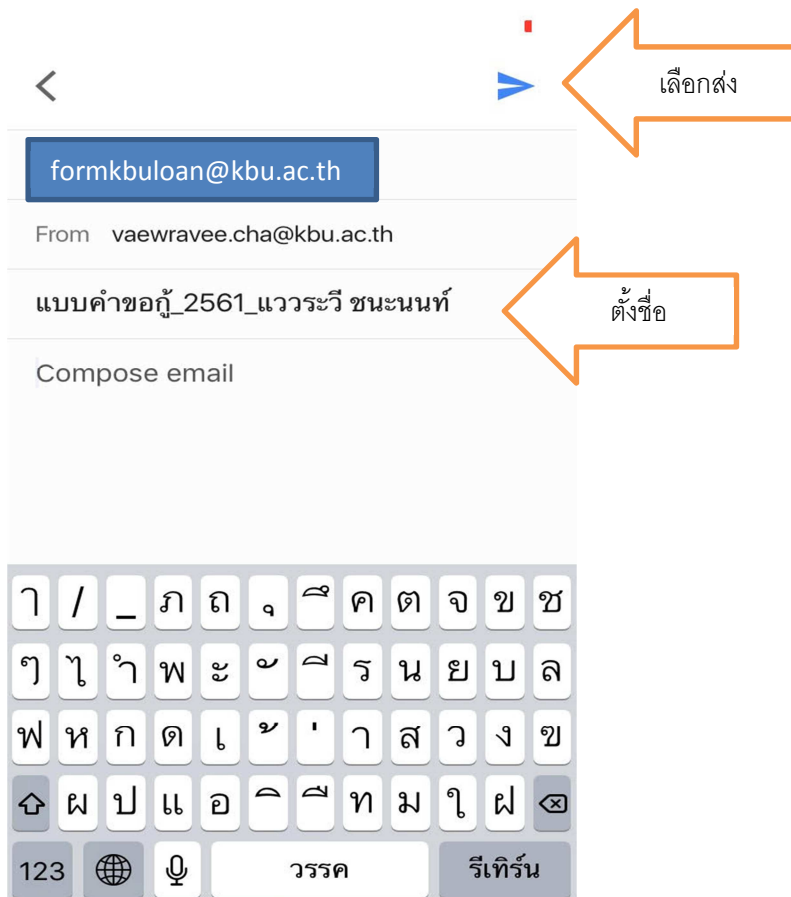 เลือกส่ง
formkbuloan@kbu.ac.th
From vaewravee.cha@kbu.ac.th
แบบคำขอกู้_2561_แววระวี ชนะนนท์
ตั้งชื่อ
Compose email
ๅ / _ ภ ถ ุ ึ ค ต จ ข ช
ๆ ไ ำ พ ะ ั ี ร น ย บ ล
ฟ ห ก ด เ ้ ่ า ส ว ง ฃ
ผ ป แ อ ิ ื ท ม ใ ฝ
123 วรรค รีเทิร์น